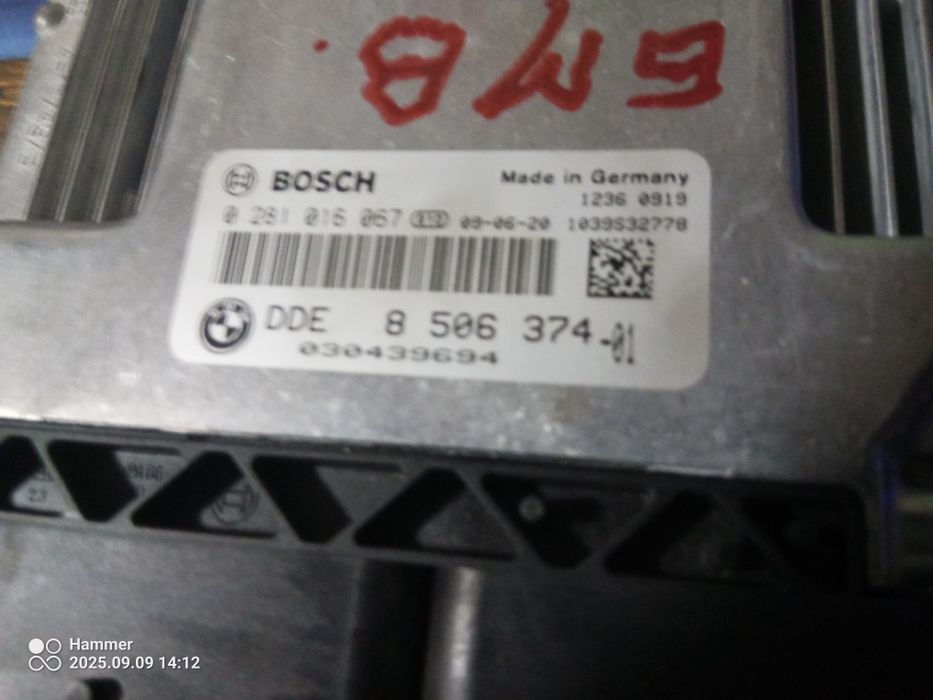 BOSCH
Made in Germany
1236 0919
0 281 016 067 09-06-20 1039S32778
DDE 8 506 374-01
030439694
23
Hammer
2025.09.09 14:12